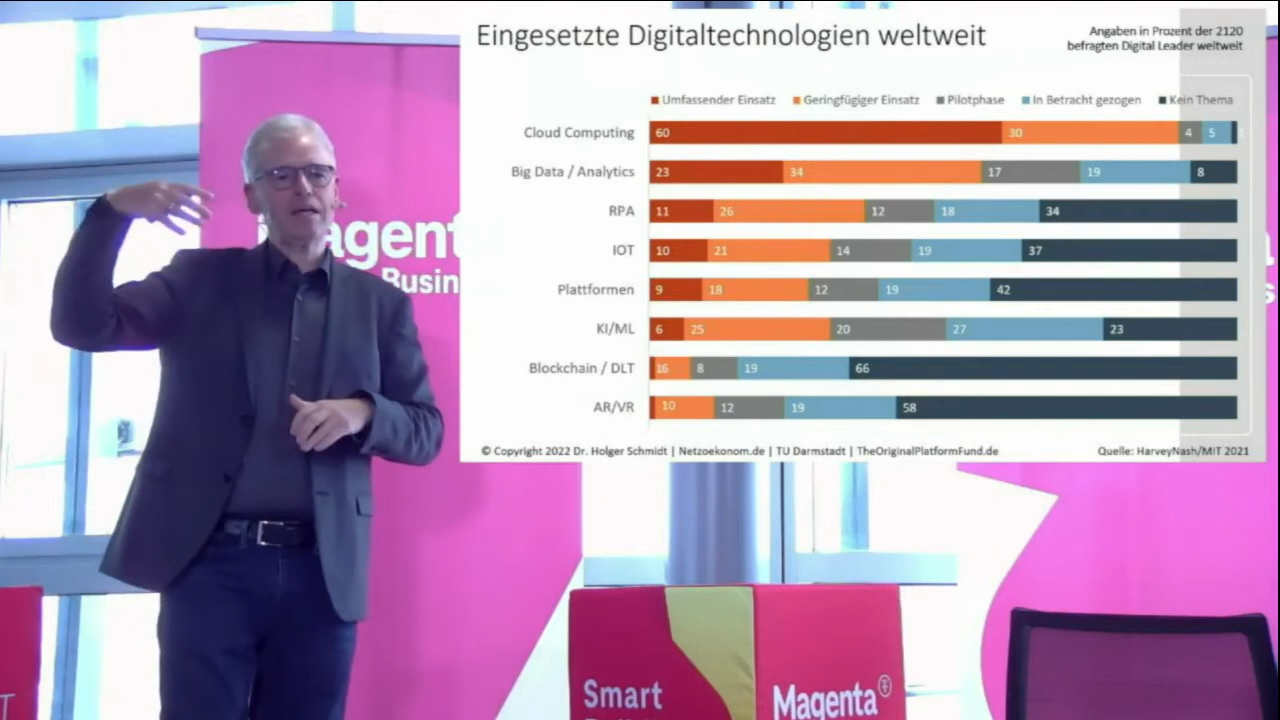 Eingesetzte Digitaltechnologien weltweit
Angaben in Prozent der 2120
befragten Digital Leader weltweit
Umfassender Einsatz Geringfügiger Einsatz Pilotphase In Betracht gezogen Kein Thema
Cloud Computing 60 30 4 5 1
Big Data / Analytics 23 34 17 19 8
RPA 11 26 12 18 34
IOT 10 21 14 19 37
Plattformen 9 18 12 19 42
KI/ML 6 25 20 27 23
Blockchain / DLT 16 8 19 66
AR/VR 10 12 19 58
© Copyright 2022 Dr. Holger Schmidt | Netzoekonom.de | TU Darmstadt | TheOriginalPlatformFund.de
Quelle: HarveyNash/MIT 2021
agent
Busin
Smart
Magenta